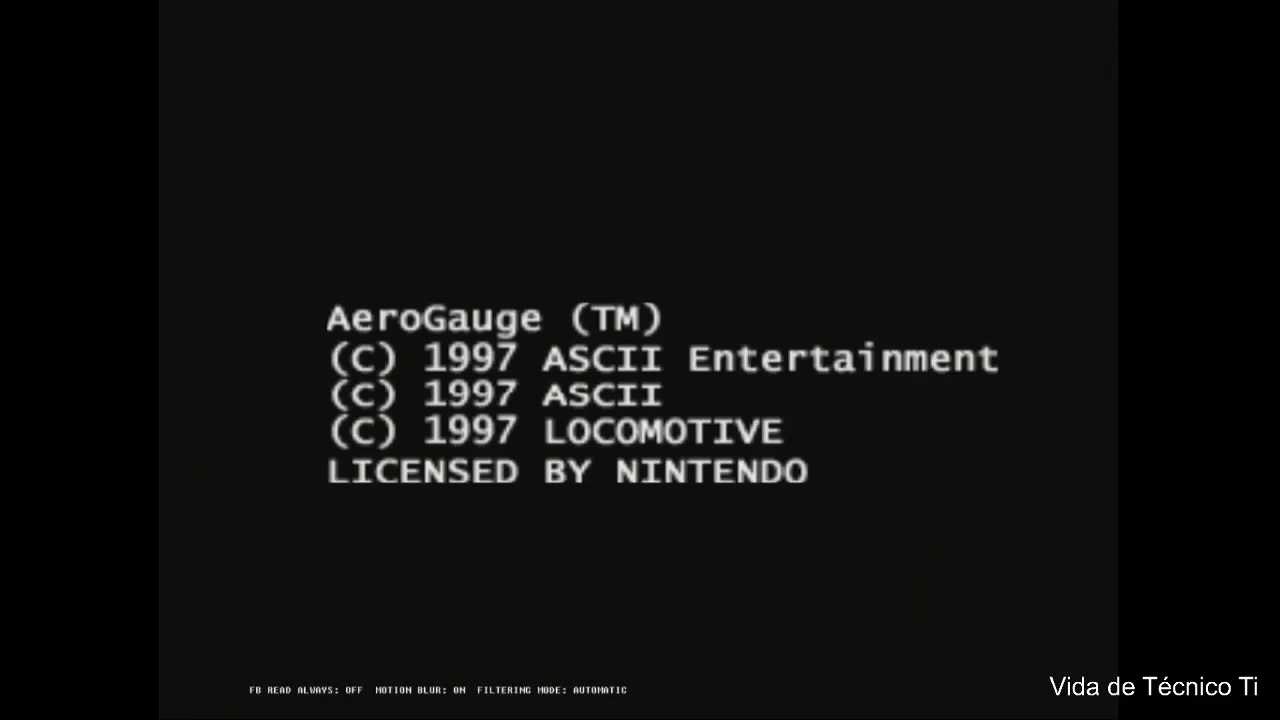 AeroGauge (TM)
(C) 1997 ASCII Entertainment
(C) 1997 ASCII
(C) 1997 LOCOMOTIVE
LICENSED BY NINTENDO
FB READ ALWAYS: OFF  MOTION BLUR: ON  FILTERING MODE: AUTOMATIC
Vida de Técnico Ti